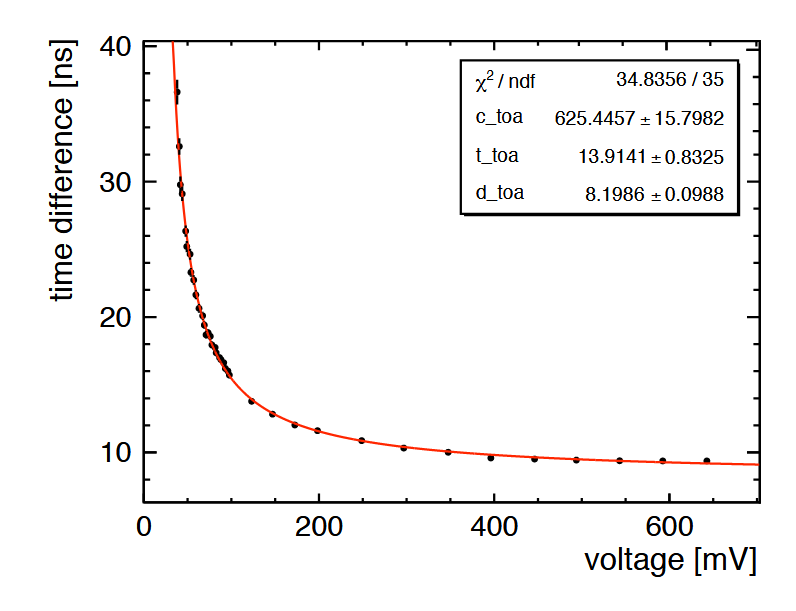 time difference [ns]
40
30
20
10
χ² / ndf 34.8356 / 35
c_toa 625.4457 ± 15.7982
t_toa 13.9141 ± 0.8325
d_toa 8.1986 ± 0.0988
0 200 400 600
voltage [mV]